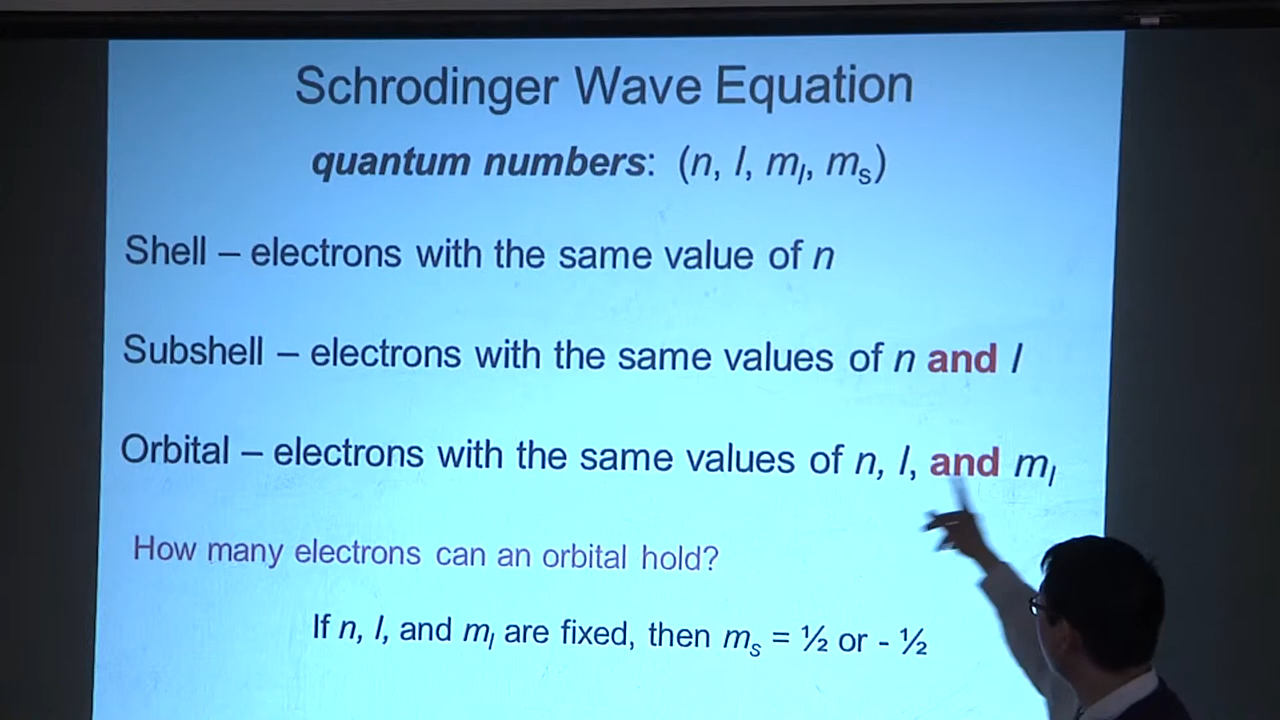 Schrodinger Wave Equation
quantum numbers: (n, l, mₗ, mₛ)
Shell – electrons with the same value of n
Subshell – electrons with the same values of n and l
Orbital – electrons with the same values of n, l, and mₗ
How many electrons can an orbital hold?
If n, l, and mₗ are fixed, then mₛ = ½ or - ½